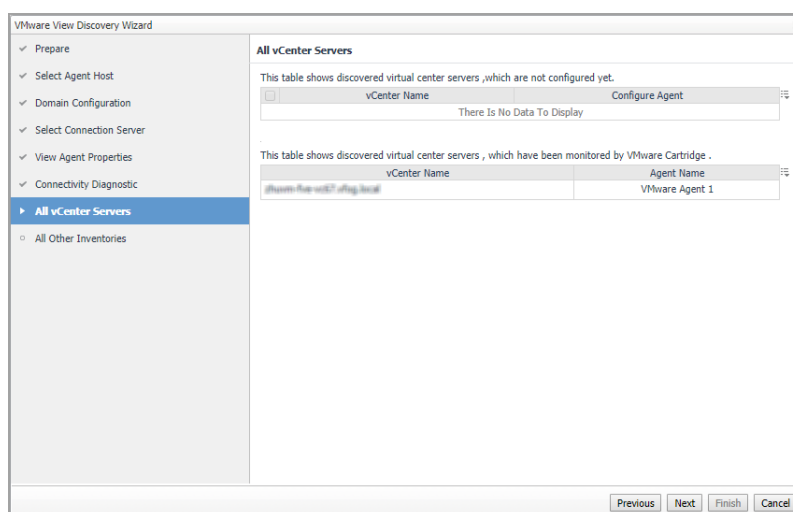 VMware View Discovery Wizard
Prepare
Select Agent Host
Domain Configuration
Select Connection Server
View Agent Properties
Connectivity Diagnostic
All vCenter Servers
All Other Inventories
All vCenter Servers
This table shows discovered virtual center servers ,which are not configured yet.
vCenter Name Configure Agent
There Is No Data To Display
This table shows discovered virtual center servers , which have been monitored by VMware Cartridge .
vCenter Name Agent Name
VMware Agent 1
Previous Next Finish Cancel